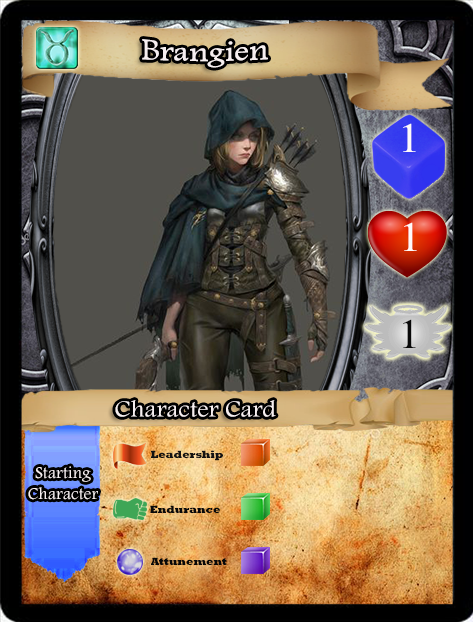 Brangien
1
1
1
Character Card
Starting
Character
Leadership
Endurance
Attunement